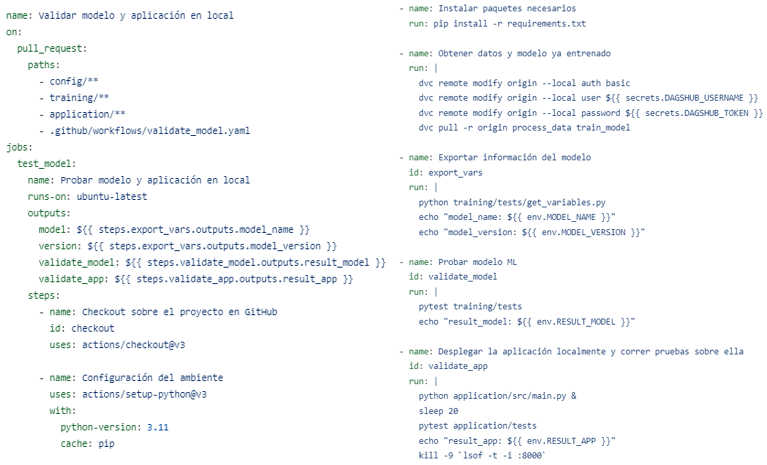 name: Validar modelo y aplicación en local
on:
  pull_request:
    paths:
      - config/**
      - training/**
      - application/**
      - .github/workflows/validate_model.yaml
jobs:
  test_model:
    name: Probar modelo y aplicación en local
    runs-on: ubuntu-latest
    outputs:
      model: ${{ steps.export_vars.outputs.model_name }}
      version: ${{ steps.export_vars.outputs.model_version }}
      validate_model: ${{ steps.validate_model.outputs.result_model }}
      validate_app: ${{ steps.validate_app.outputs.result_app }}
    steps:
      - name: Checkout sobre el proyecto en GitHub
        id: checkout
        uses: actions/checkout@v3

      - name: Configuración del ambiente
        uses: actions/setup-python@v3
        with:
          python-version: 3.11
          cache: pip

- name: Instalar paquetes necesarios
  run: pip install -r requirements.txt

- name: Obtener datos y modelo ya entrenado
  run: |
    dvc remote modify origin --local auth basic
    dvc remote modify origin --local user ${{ secrets.DAGSHUB_USERNAME }}
    dvc remote modify origin --local password ${{ secrets.DAGSHUB_TOKEN }}
    dvc pull -r origin process_data train_model

- name: Exportar información del modelo
  id: export_vars
  run: |
    python training/tests/get_variables.py
    echo "model_name: ${{ env.MODEL_NAME }}"
    echo "model_version: ${{ env.MODEL_VERSION }}"

- name: Probar modelo ML
  id: validate_model
  run: |
    pytest training/tests
    echo "result_model: ${{ env.RESULT_MODEL }}"

- name: Desplegar la aplicación localmente y correr pruebas sobre ella
  id: validate_app
  run: |
    python application/src/main.py &
    sleep 20
    pytest application/tests
    echo "result_app: ${{ env.RESULT_APP }}"
    kill -9 `lsof -t -i :8000`